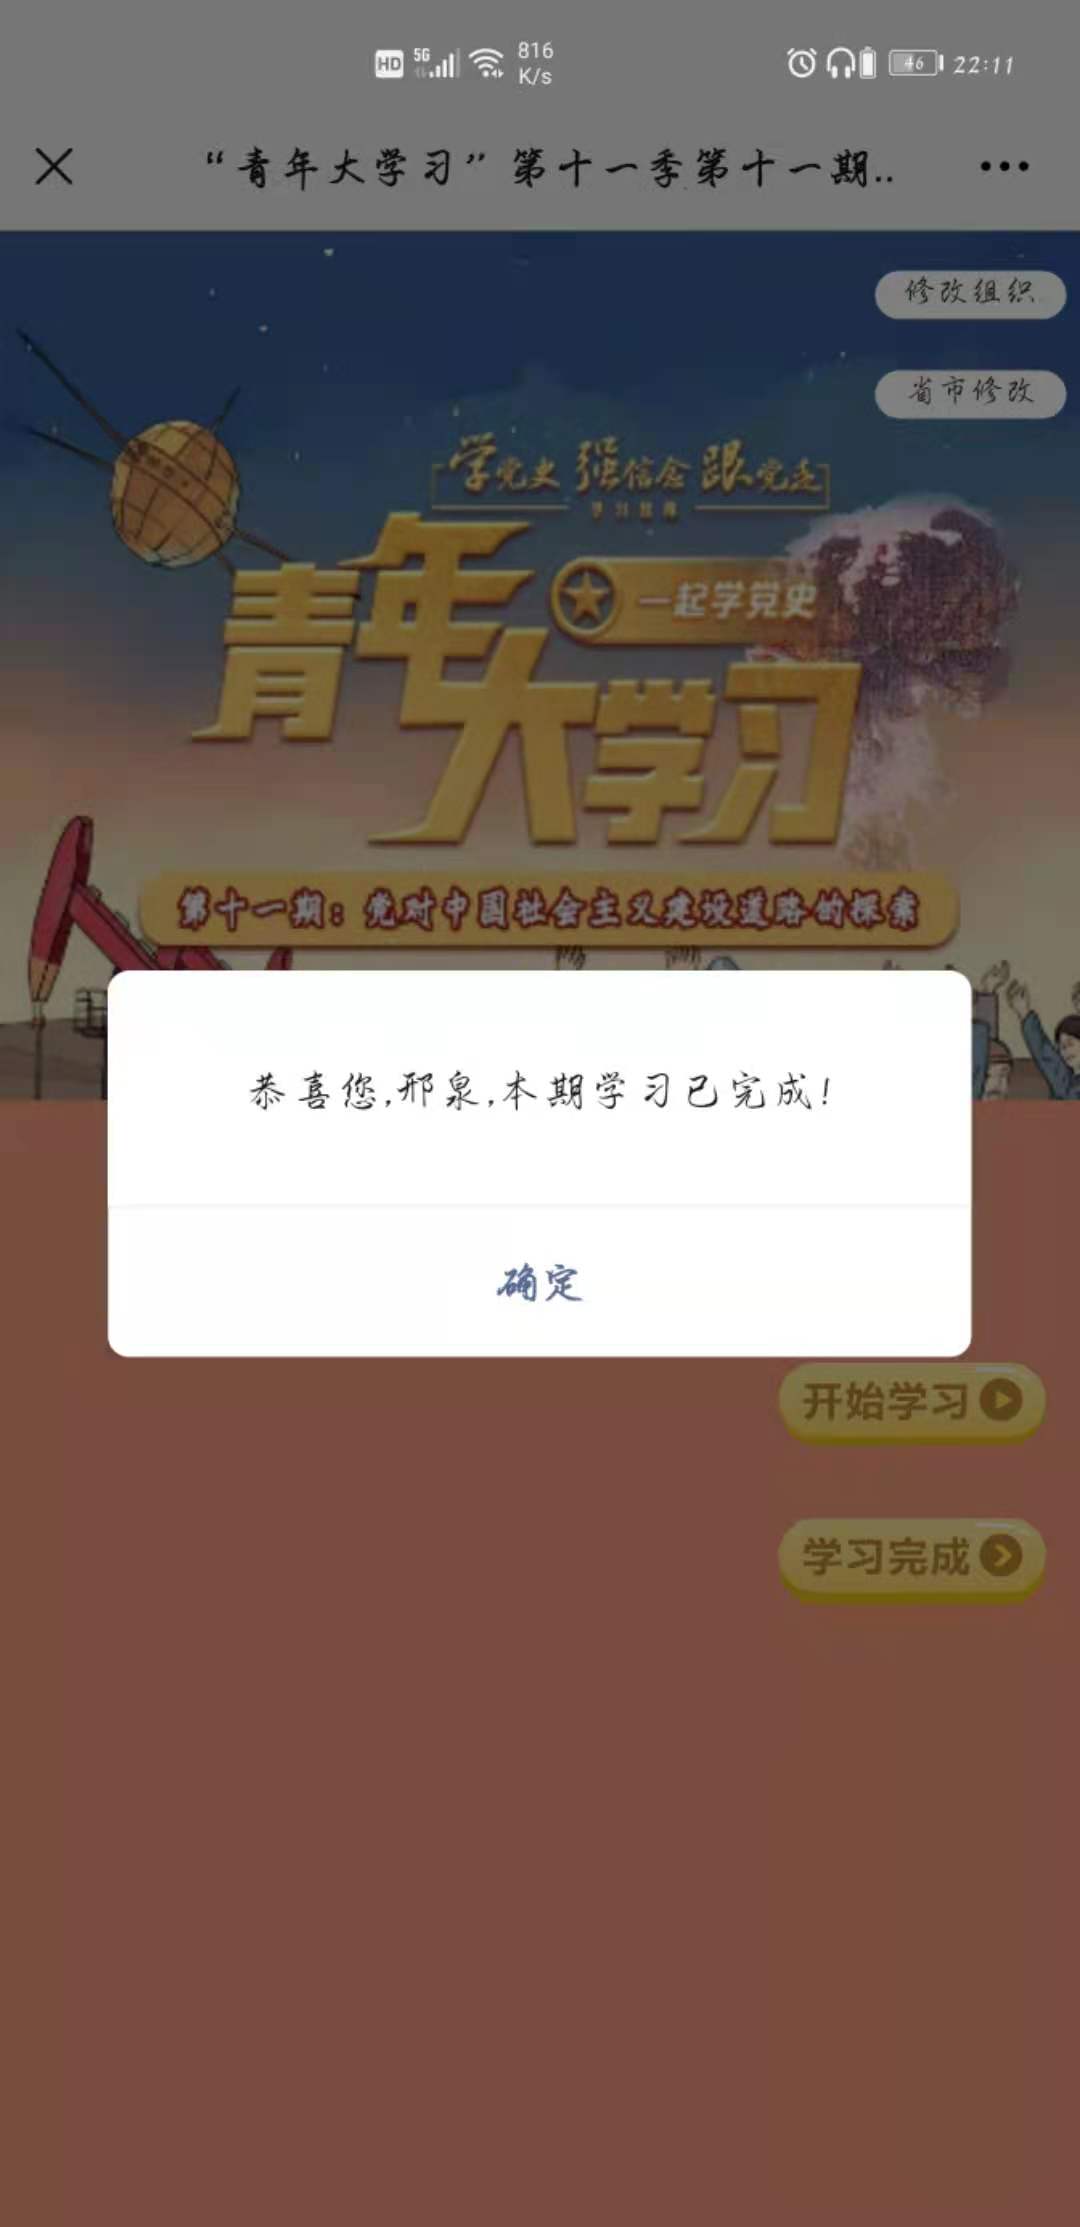 HD 5G 816 K/s 46 22:11
“青年大学习”第十一季第十一期..
修改组织
省市修改
学党史 强信念 跟党走
学习教育
青年大学习
一起学党史
第十一期：党对中国社会主义建设道路的探索
恭喜您,邢泉,本期学习已完成!
确定
开始学习
学习完成